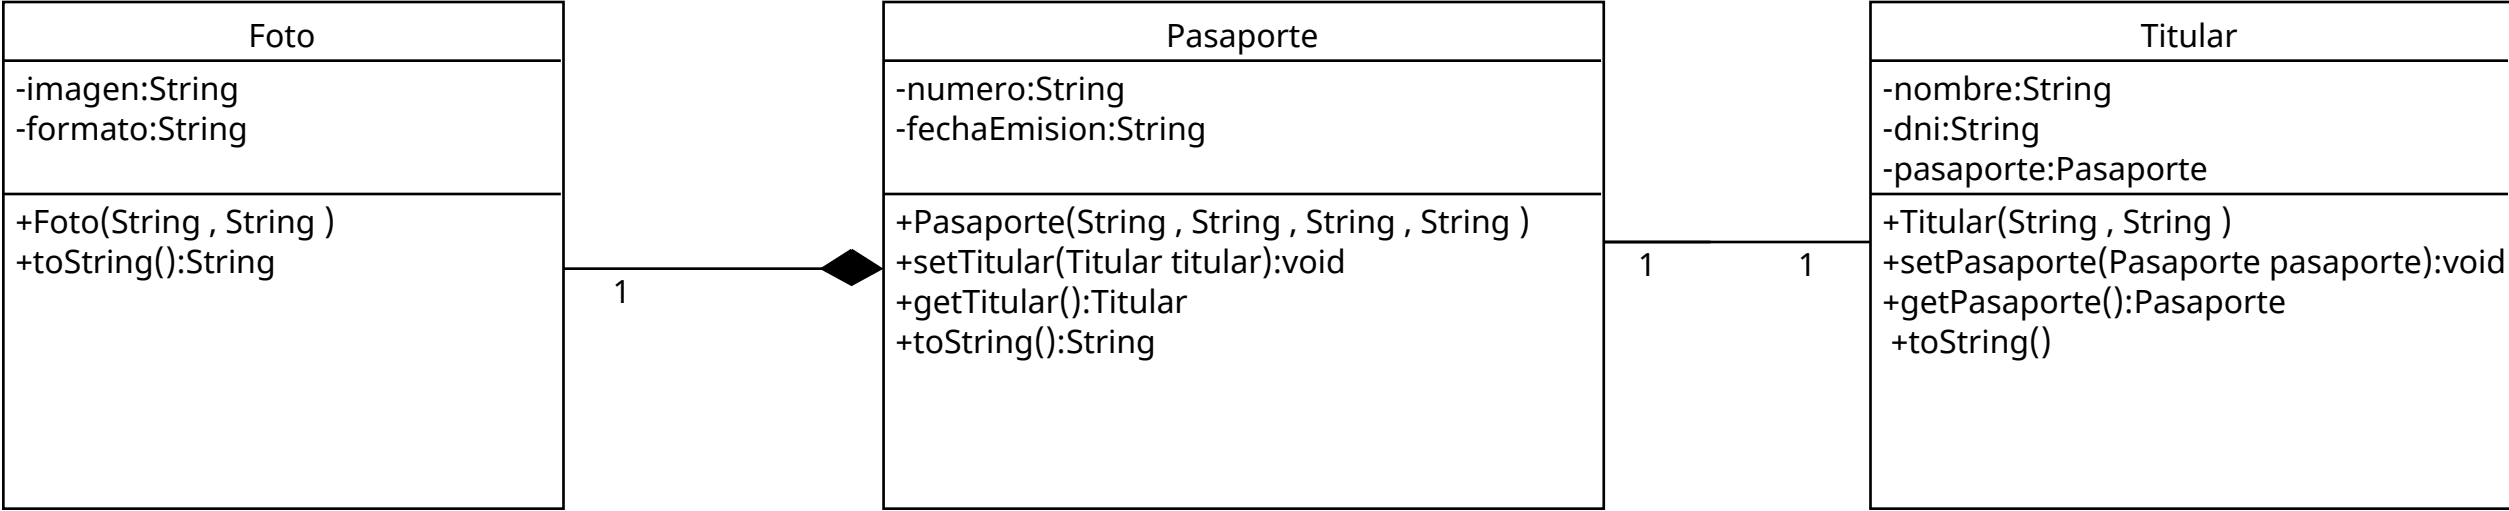 Foto
-imagen:String
-formato:String
+Foto(String , String )
+toString():String
1
Pasaporte
-numero:String
-fechaEmision:String
+Pasaporte(String , String , String , String )
+setTitular(Titular titular):void
+getTitular():Titular
+toString():String
1
1
Titular
-nombre:String
-dni:String
-pasaporte:Pasaporte
+Titular(String , String )
+setPasaporte(Pasaporte pasaporte):void
+getPasaporte():Pasaporte
+toString()